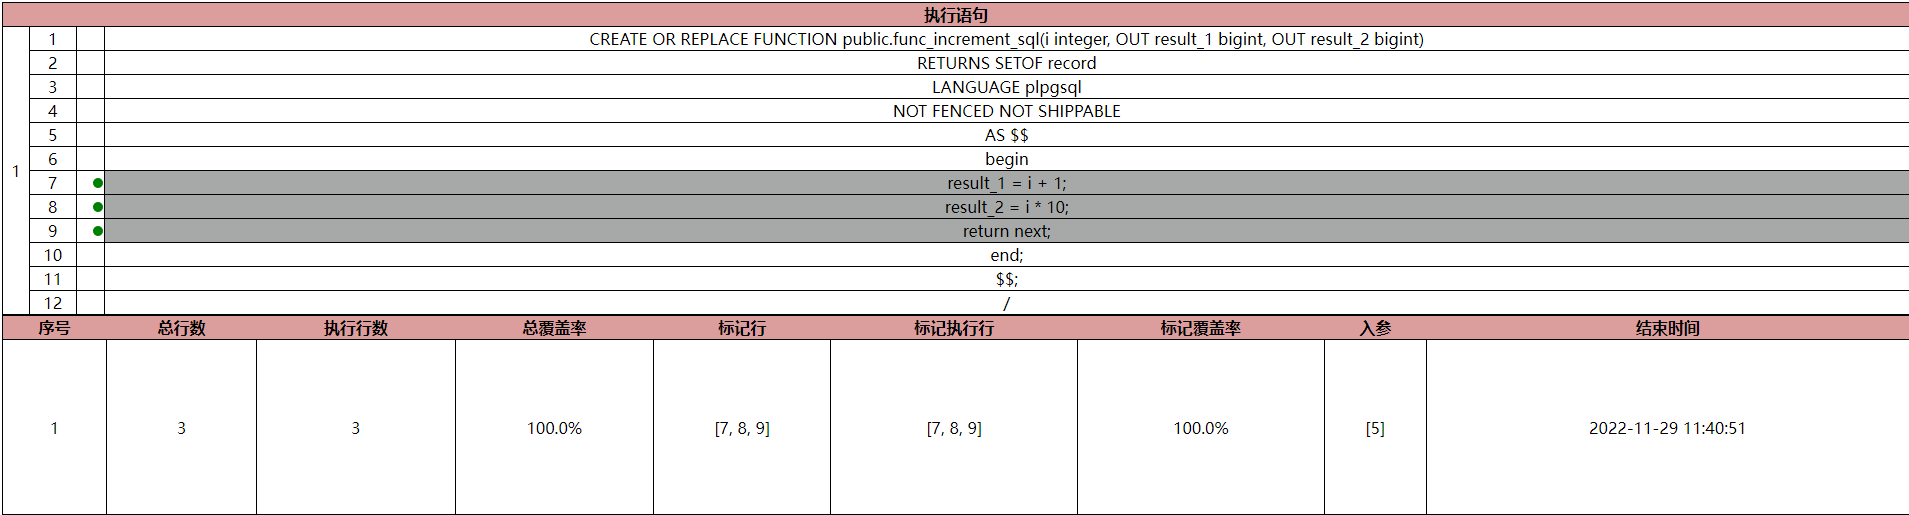 执行语句
1
1 CREATE OR REPLACE FUNCTION public.func_increment_sql(i integer, OUT result_1 bigint, OUT result_2 bigint)
2 RETURNS SETOF record
3 LANGUAGE plpgsql
4 NOT FENCED NOT SHIPPABLE
5 AS $$
6 begin
7 result_1 = i + 1;
8 result_2 = i * 10;
9 return next;
10 end;
11 $$;
12 /
序号 总行数 执行行数 总覆盖率 标记行 标记执行行 标记覆盖率 入参 结束时间
1 3 3 100.0% [7, 8, 9] [7, 8, 9] 100.0% [5] 2022-11-29 11:40:51